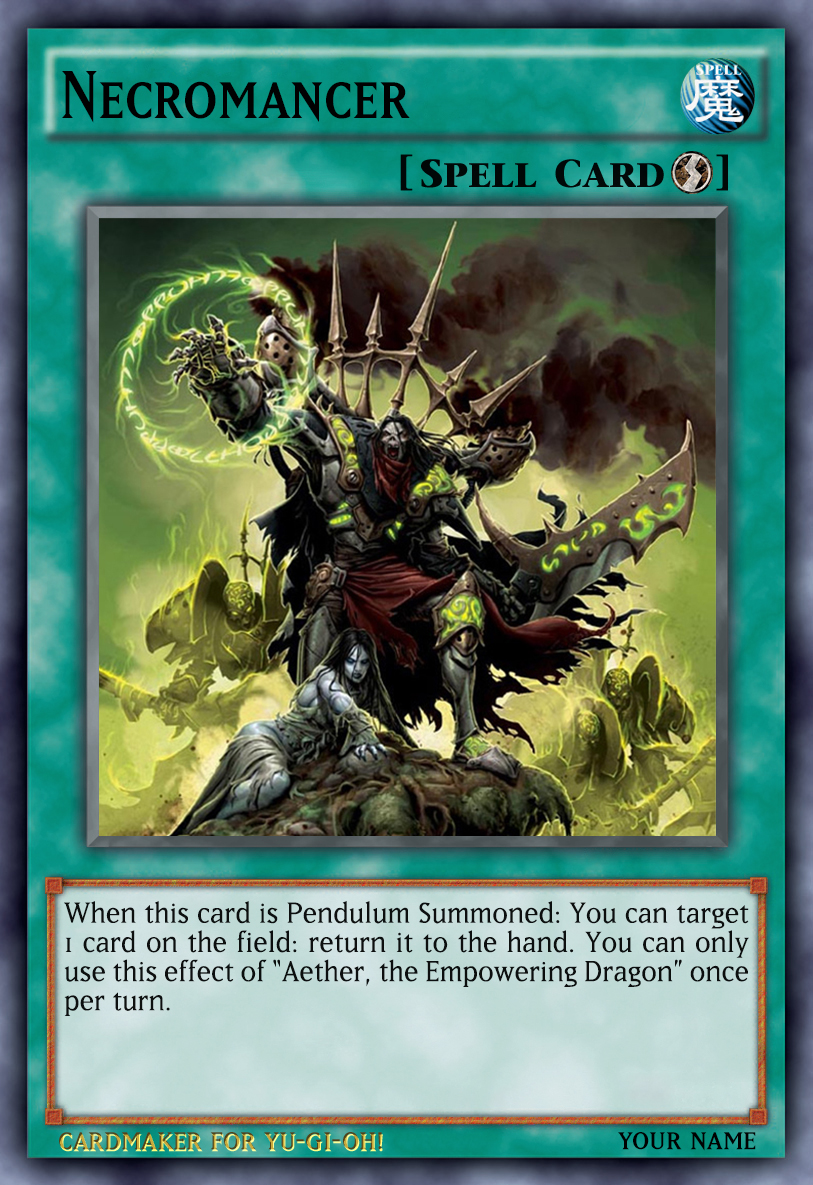 Necromancer
SPELL
魔
[Spell Card]
When this card is Pendulum Summoned: You can target
1 card on the field: return it to the hand. You can only
use this effect of "Aether, the Empowering Dragon" once
per turn.
CARDMAKER FOR YU-GI-OH!
YOUR NAME